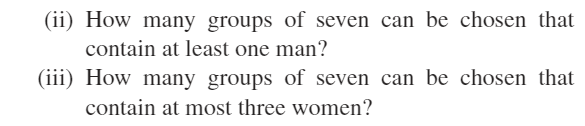 (ii) How many groups of seven can be chosen that
contain at least one man?
(iii) How many groups of seven can be chosen that
contain at most three women?